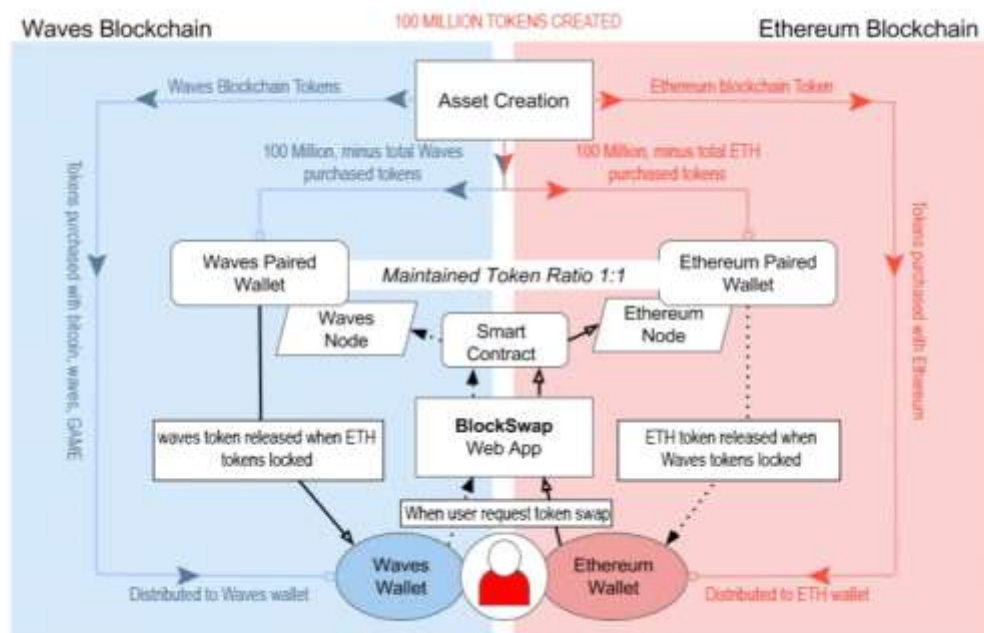 100 MILLION TOKENS CREATED
Waves Blockchain
Ethereum Blockchain
Waves Blockchain Tokens
Asset Creation
Ethereum blockchain Token
100 Million, minus total Waves
purchased tokens
100 Million, minus total ETH
purchased tokens
Tokens purchased with bitcoin, waves, GAME
Tokens purchased with Ethereum
Waves Paired
Wallet
Maintained Token Ratio 1:1
Ethereum Paired
Wallet
Waves
Node
Smart
Contract
Ethereum
Node
BlockSwap
Web App
waves token released when ETH
tokens locked
ETH token released when
Waves tokens locked
When user request token swap
Waves
Wallet
Ethereum
Wallet
Distributed to Waves wallet
Distributed to ETH wallet